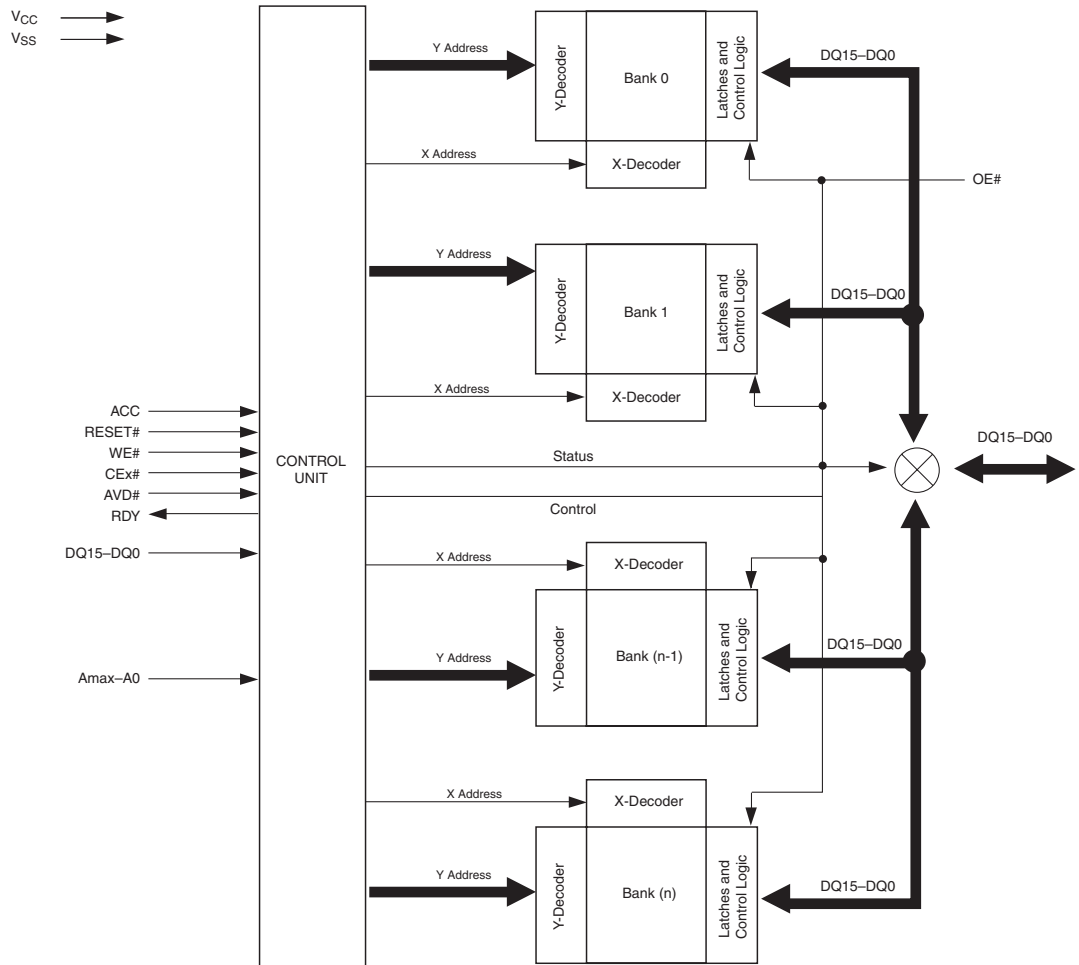 VCC
VSS
Y Address
Y-Decoder
Bank 0
Latches and
Control Logic
DQ15–DQ0
X Address
X-Decoder
OE#
Y Address
Y-Decoder
Bank 1
Latches and
Control Logic
DQ15–DQ0
X Address
X-Decoder
ACC
RESET#
WE#
CEx#
AVD#
RDY
DQ15–DQ0
Amax–A0
CONTROL
UNIT
Status
Control
DQ15–DQ0
X Address
X-Decoder
Y Address
Y-Decoder
Bank (n-1)
Latches and
Control Logic
DQ15–DQ0
X Address
X-Decoder
Y Address
Y-Decoder
Bank (n)
Latches and
Control Logic
DQ15–DQ0